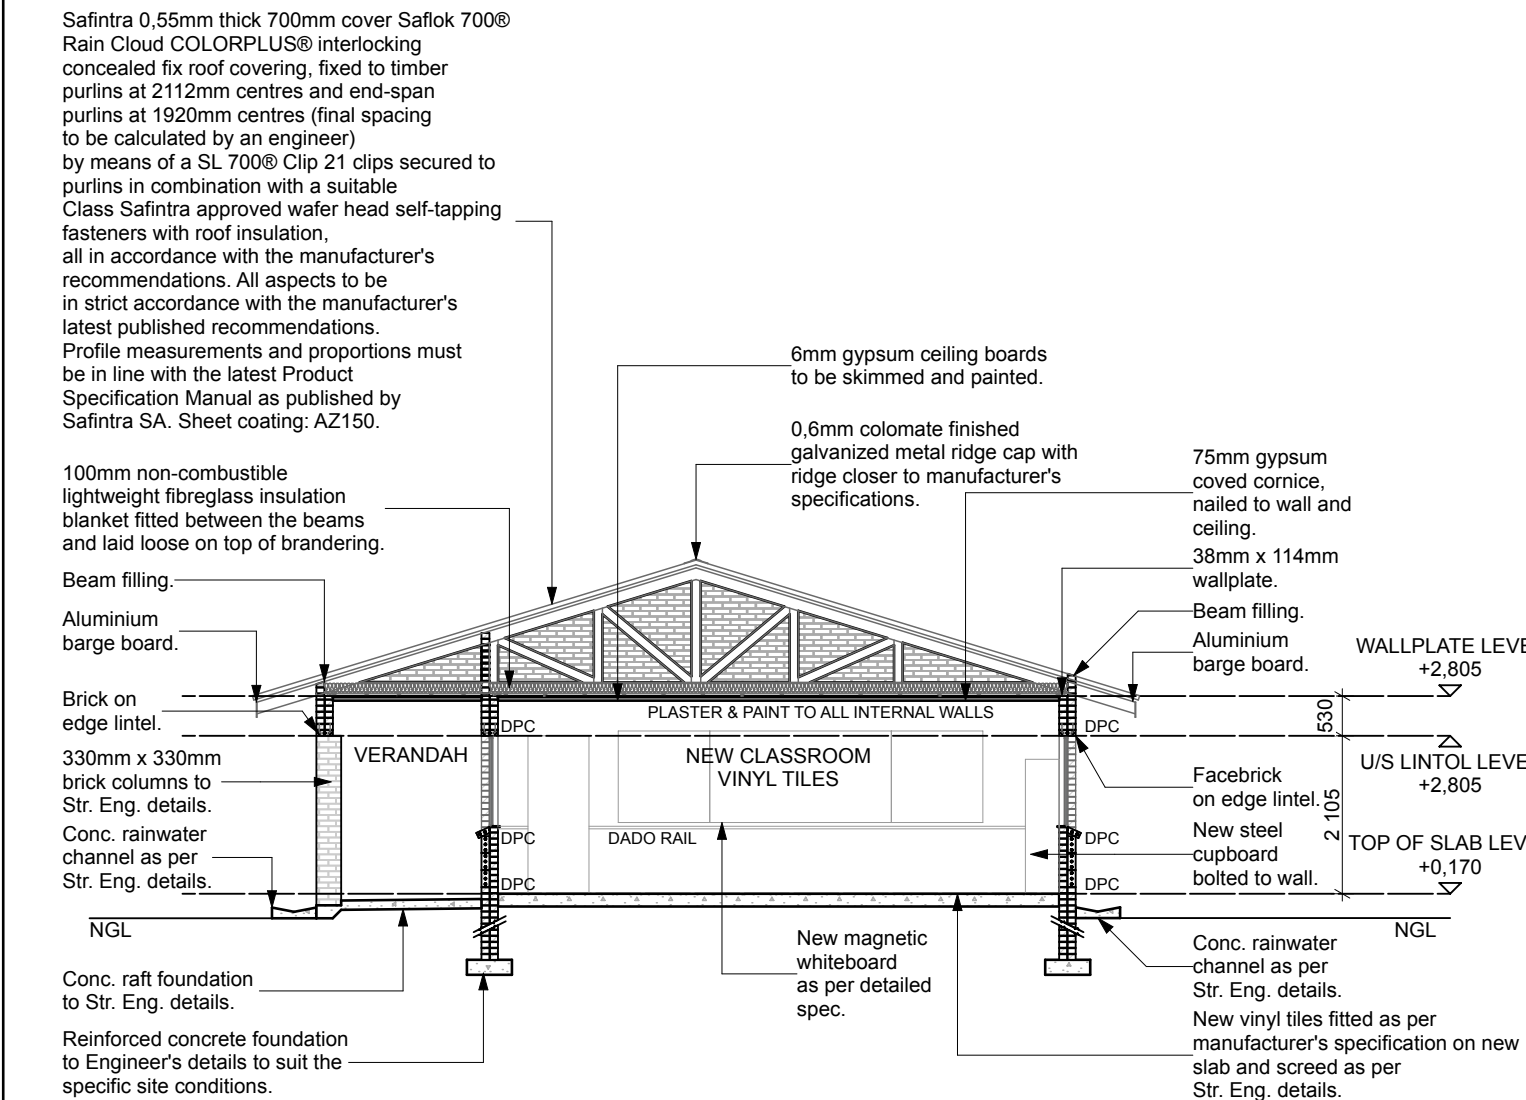 Safintra 0,55mm thick 700mm cover Saflok 700®
Rain Cloud COLORPLUS® interlocking
concealed fix roof covering, fixed to timber
purlins at 2112mm centres and end-span
purlins at 1920mm centres (final spacing
to be calculated by an engineer)
by means of a SL 700® Clip 21 clips secured to
purlins in combination with a suitable
Class Safintra approved wafer head self-tapping
fasteners with roof insulation,
all in accordance with the manufacturer's
recommendations. All aspects to be
in strict accordance with the manufacturer's
latest published recommendations.
Profile measurements and proportions must
be in line with the latest Product
Specification Manual as published by
Safintra SA. Sheet coating: AZ150.
100mm non-combustible
lightweight fibreglass insulation
blanket fitted between the beams
and laid loose on top of brandering.
Beam filling.
Aluminium
barge board.
Brick on
edge lintel.
330mm x 330mm
brick columns to
Str. Eng. details.
Conc. rainwater
channel as per
Str. Eng. details.
NGL
Conc. raft foundation
to Str. Eng. details.
Reinforced concrete foundation
to Engineer's details to suit the
specific site conditions.
6mm gypsum ceiling boards
to be skimmed and painted.
0,6mm colomate finished
galvanized metal ridge cap with
ridge closer to manufacturer's
specifications.
PLASTER & PAINT TO ALL INTERNAL WALLS
DPC
DPC
VERANDAH
NEW CLASSROOM
VINYL TILES
DPC
DADO RAIL
DPC
DPC
DPC
New magnetic
whiteboard
as per detailed
spec.
75mm gypsum
coved cornice,
nailed to wall and
ceiling.
38mm x 114mm
wallplate.
Beam filling.
Aluminium
barge board.
Facebrick
on edge lintel.
New steel
cupboard
bolted to wall.
Conc. rainwater
channel as per
Str. Eng. details.
New vinyl tiles fitted as per
manufacturer's specification on new
slab and screed as per
Str. Eng. details.
WALLPLATE LEVE
+2,805
530
U/S LINTOL LEVE
+2,805
2 105
TOP OF SLAB LEV
+0,170
NGL